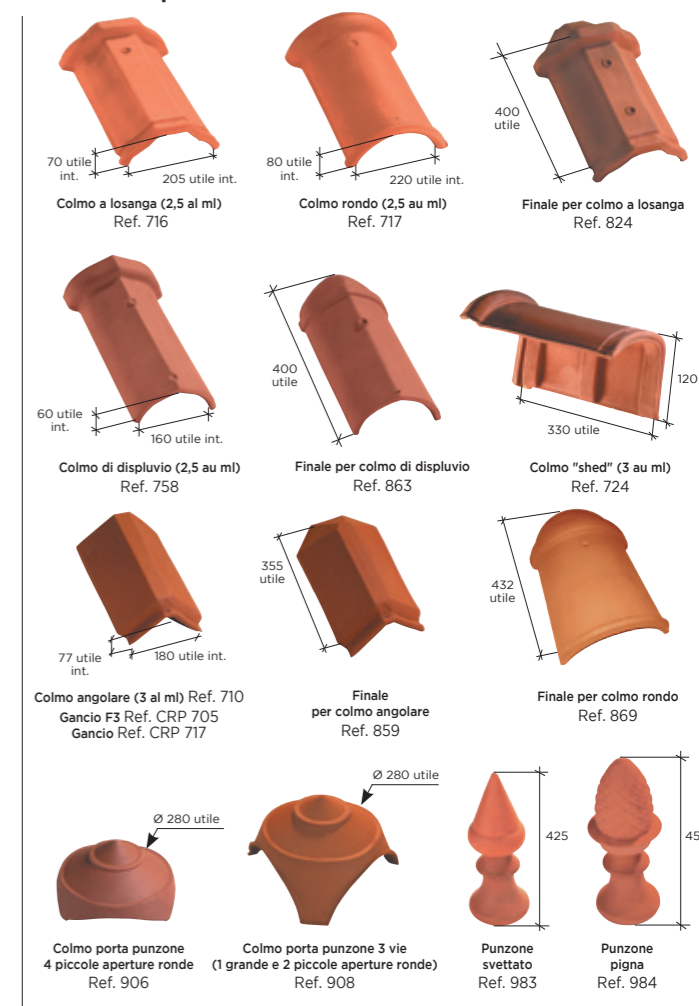 70 utile
int.
205 utile int.
Colmo a losanga (2,5 al ml)
Ref. 716
80 utile
int.
220 utile int.
Colmo rondo (2,5 au ml)
Ref. 717
400
utile
Finale per colmo a losanga
Ref. 824
60 utile
int.
160 utile int.
Colmo di displuvio (2,5 au ml)
Ref. 758
400
utile
Finale per colmo di displuvio
Ref. 863
120
330 utile
Colmo "shed" (3 au ml)
Ref. 724
77 utile
int.
180 utile int.
Colmo angolare (3 al ml) Ref. 710
Gancio F3 Ref. CRP 705
Gancio Ref. CRP 717
355
utile
Finale
per colmo angolare
Ref. 859
432
utile
Finale per colmo rondo
Ref. 869
Ø 280 utile
Colmo porta punzone
4 piccole aperture ronde
Ref. 906
Ø 280 utile
Colmo porta punzone 3 vie
(1 grande e 2 piccole aperture ronde)
Ref. 908
425
Punzone
svettato
Ref. 983
45
Punzone
pigna
Ref. 984